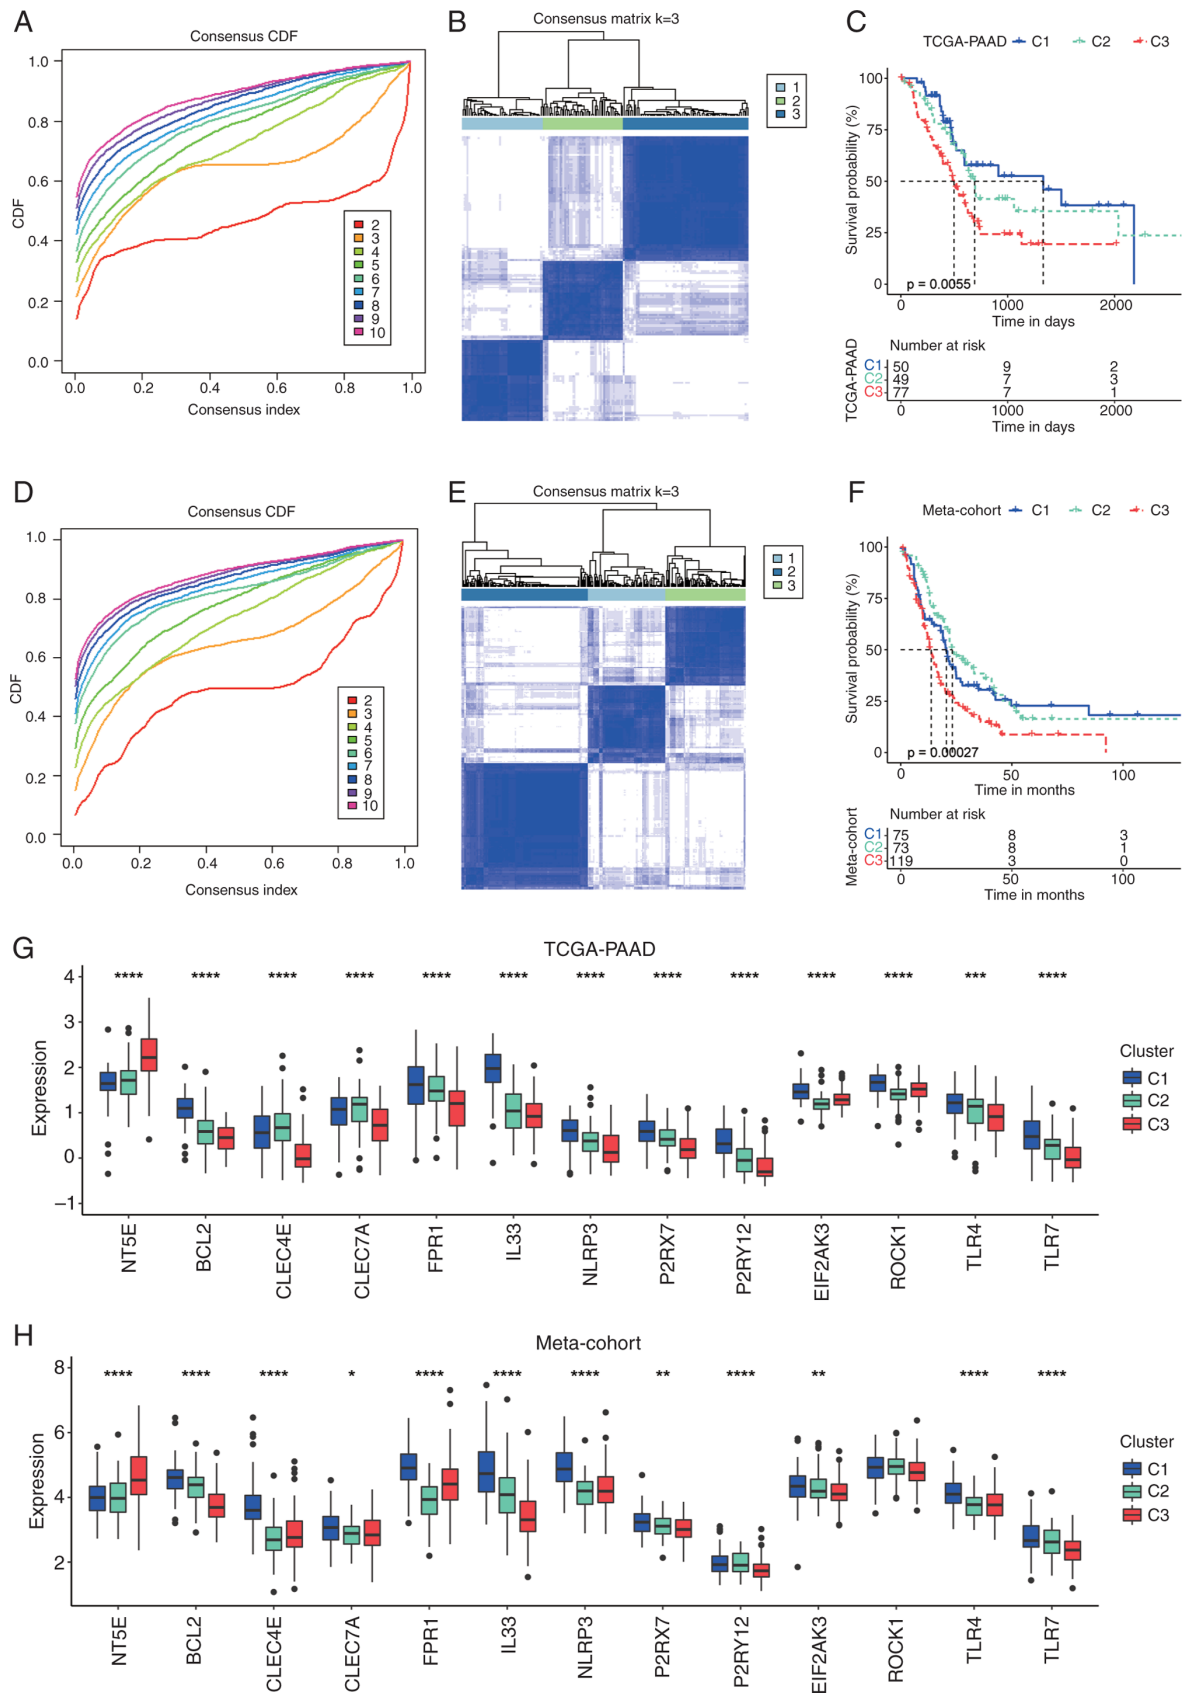 A
Consensus CDF
1.0
0.8
0.6
0.4
0.2
0.0
CDF
0.0 0.2 0.4 0.6 0.8 1.0
Consensus index
2
3
4
5
6
7
8
9
10
B
Consensus matrix k=3
1
2
3
C
TCGA-PAAD C1 C2 C3
Survival probability (%)
100
75
50
25
0
p = 0.0055
0 1000 2000
Time in days
Number at risk
TCGA-PAAD
C1 50 9 2
C2 49 7 3
C3 77 7 1
0 1000 2000
Time in days
D
Consensus CDF
1.0
0.8
0.6
0.4
0.2
0.0
CDF
0.0 0.2 0.4 0.6 0.8 1.0
Consensus index
2
3
4
5
6
7
8
9
10
E
Consensus matrix k=3
1
2
3
F
Meta-cohort C1 C2 C3
Survival probability (%)
100
75
50
25
0
p = 0.00027
0 50 100
Time in months
Number at risk
Meta-cohort
C1 75 8 3
C2 73 8 1
C3 119 3 0
0 50 100
Time in months
G
TCGA-PAAD
Expression
4
3
2
1
0
−1
**** **** **** **** **** **** **** **** **** **** **** *** ****
NT5E BCL2 CLEC4E CLEC7A FPR1 IL33 NLRP3 P2RX7 P2RY12 EIF2AK3 ROCK1 TLR4 TLR7
Cluster
C1
C2
C3
H
Meta-cohort
Expression
8
6
4
2
**** **** **** * **** **** **** ** **** ** **** ****
NT5E BCL2 CLEC4E CLEC7A FPR1 IL33 NLRP3 P2RX7 P2RY12 EIF2AK3 ROCK1 TLR4 TLR7
Cluster
C1
C2
C3